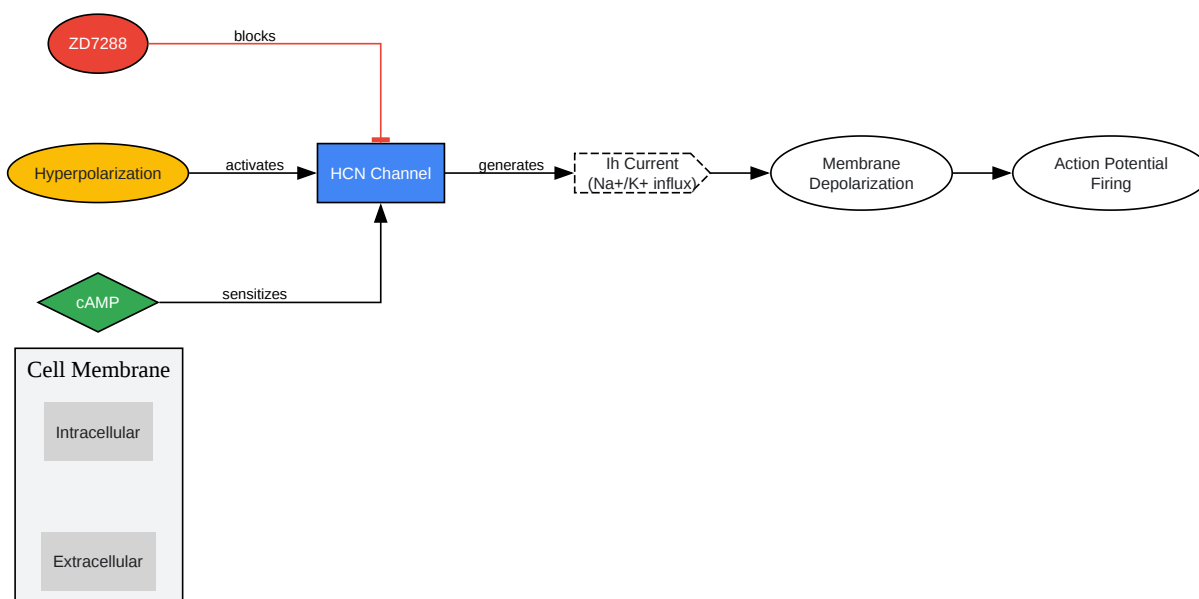 ZD7288
blocks
Hyperpolarization
activates
HCN Channel
generates
Ih Current
(Na+/K+ influx)
Membrane
Depolarization
Action Potential
Firing
cAMP
sensitizes
Cell Membrane
Intracellular
Extracellular